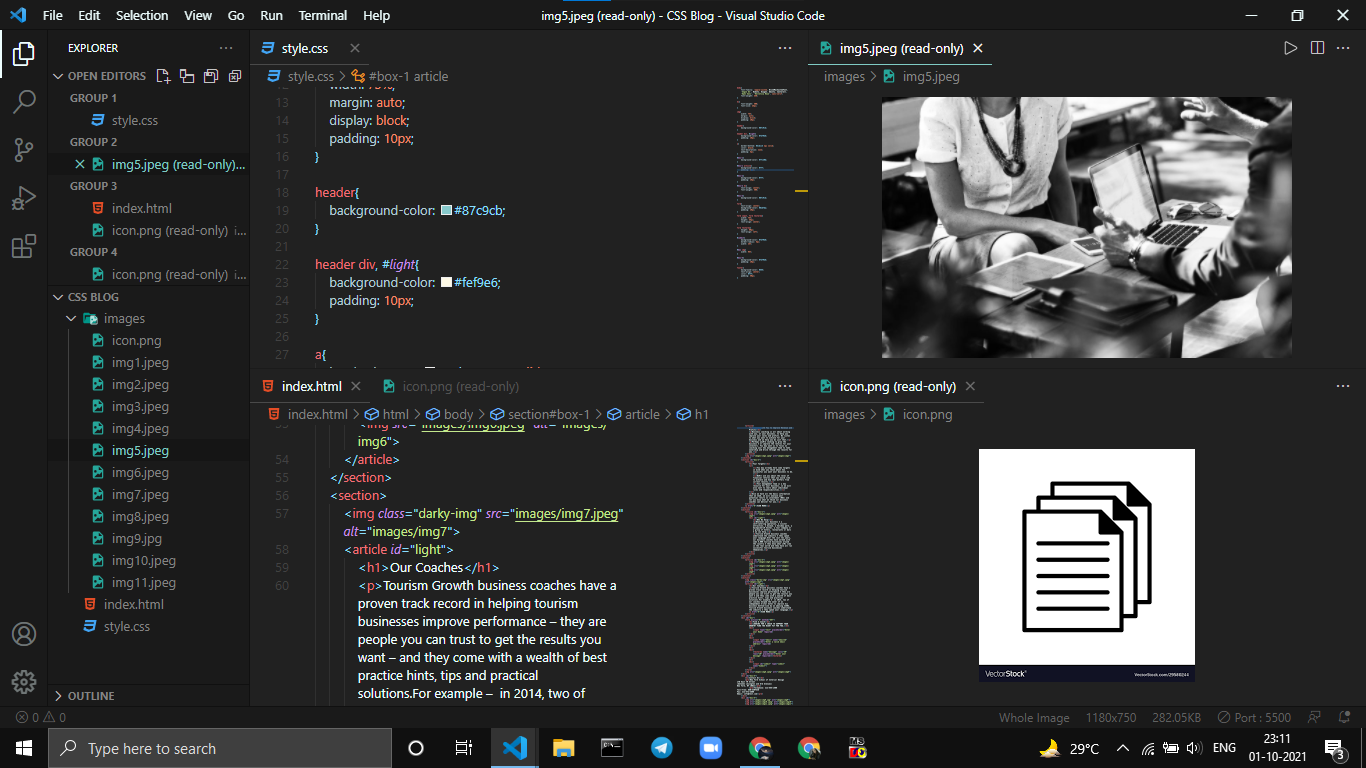 File Edit Selection View Go Run Terminal Help
img5.jpeg (read-only) - CSS Blog - Visual Studio Code
EXPLORER
OPEN EDITORS
GROUP 1
style.css
GROUP 2
img5.jpeg (read-only)...
GROUP 3
index.html
icon.png (read-only) i...
GROUP 4
icon.png (read-only) i...
CSS BLOG
images
icon.png
img1.jpeg
img2.jpeg
img3.jpeg
img4.jpeg
img5.jpeg
img6.jpeg
img7.jpeg
img8.jpeg
img9.jpg
img10.jpeg
img11.jpeg
index.html
style.css
OUTLINE
style.css
style.css > #box-1 article
12 width: 75%;
13 margin: auto;
14 display: block;
15 padding: 10px;
16 }
17
18 header{
19 background-color: #87c9cb;
20 }
21
22 header div, #light{
23 background-color: #fef9e6;
24 padding: 10px;
25 }
26
27 a{
img5.jpeg (read-only)
images > img5.jpeg
index.html icon.png (read-only)
index.html > html > body > section#box-1 > article > h1
53 <img src="images/img6.jpeg" alt="images/
img6">
54 </article>
55 </section>
56 <section>
57 <img class="darky-img" src="images/img7.jpeg"
alt="images/img7">
58 <article id="light">
59 <h1>Our Coaches</h1>
60 <p>Tourism Growth business coaches have a
proven track record in helping tourism
businesses improve performance – they are
people you can trust to get the results you
want – and they come with a wealth of best
practice hints, tips and practical
solutions.For example –  in 2014, two of
icon.png (read-only)
images > icon.png
VectorStock®
VectorStock.com/29948024
0 0
Whole Image 1180x750 282.05KB Port : 5500
Type here to search
29°C
ENG
23:11
01-10-2021
3